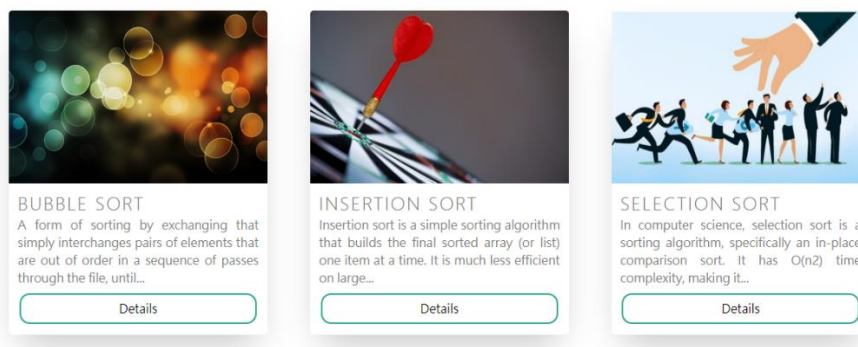 BUBBLE SORT
A form of sorting by exchanging that
simply interchanges pairs of elements that
are out of order in a sequence of passes
through the file, until...
Details
INSERTION SORT
Insertion sort is a simple sorting algorithm
that builds the final sorted array (or list)
one item at a time. It is much less efficient
on large...
Details
SELECTION SORT
In computer science, selection sort is a
sorting algorithm, specifically an in-place
comparison sort. It has O(n2) time
complexity, making it...
Details